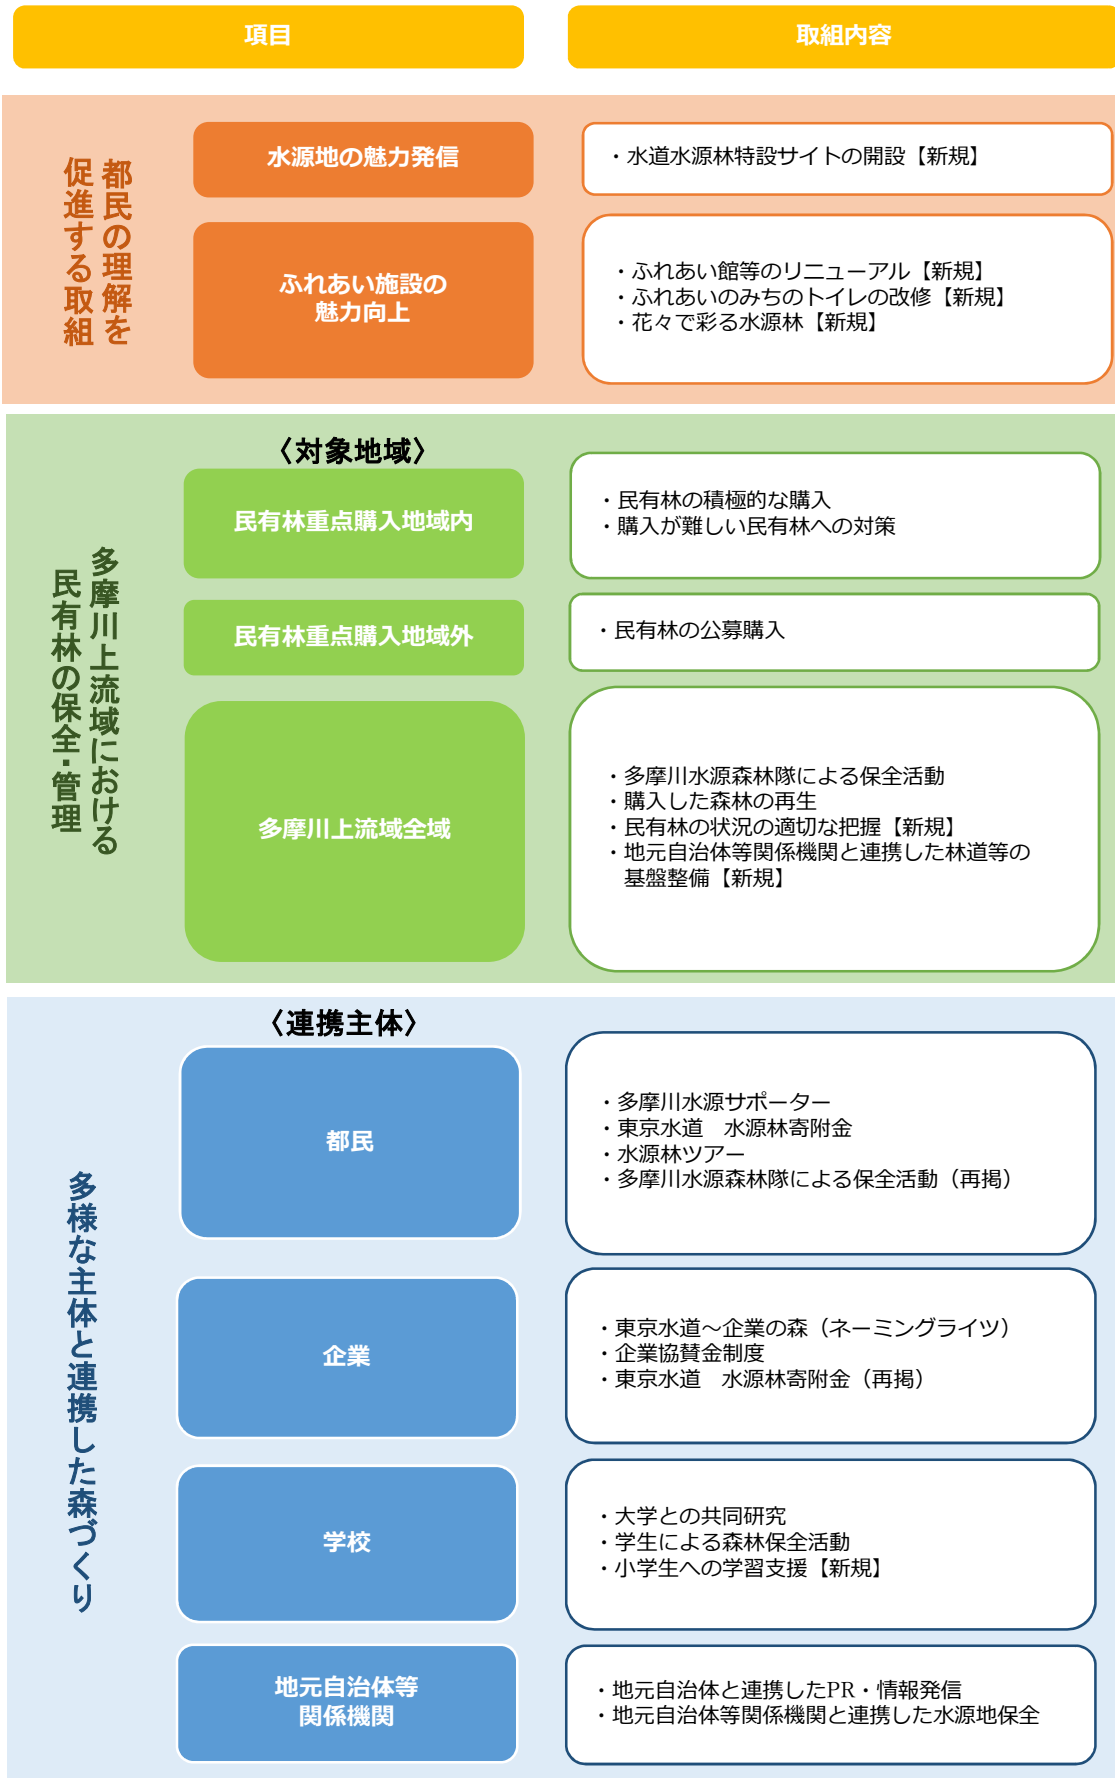 項目
取組内容
都民の理解を
促進する取組
水源地の魅力発信
・水道水源林特設サイトの開設【新規】
ふれあい施設の
魅力向上
・ふれあい館等のリニューアル【新規】
・ふれあいのみちのトイレの改修【新規】
・花々で彩る水源林【新規】
多摩川上流域における
民有林の保全・管理
〈対象地域〉
民有林重点購入地域内
・民有林の積極的な購入
・購入が難しい民有林への対策
民有林重点購入地域外
・民有林の公募購入
多摩川上流域全域
・多摩川水源森林隊による保全活動
・購入した森林の再生
・民有林の状況の適切な把握【新規】
・地元自治体等関係機関と連携した林道等の
基盤整備【新規】
多様な主体と連携した森づくり
〈連携主体〉
都民
・多摩川水源サポーター
・東京水道　水源林寄附金
・水源林ツアー
・多摩川水源森林隊による保全活動（再掲）
企業
・東京水道～企業の森（ネーミングライツ）
・企業協賛金制度
・東京水道　水源林寄附金（再掲）
学校
・大学との共同研究
・学生による森林保全活動
・小学生への学習支援【新規】
地元自治体等
関係機関
・地元自治体と連携したPR・情報発信
・地元自治体等関係機関と連携した水源地保全